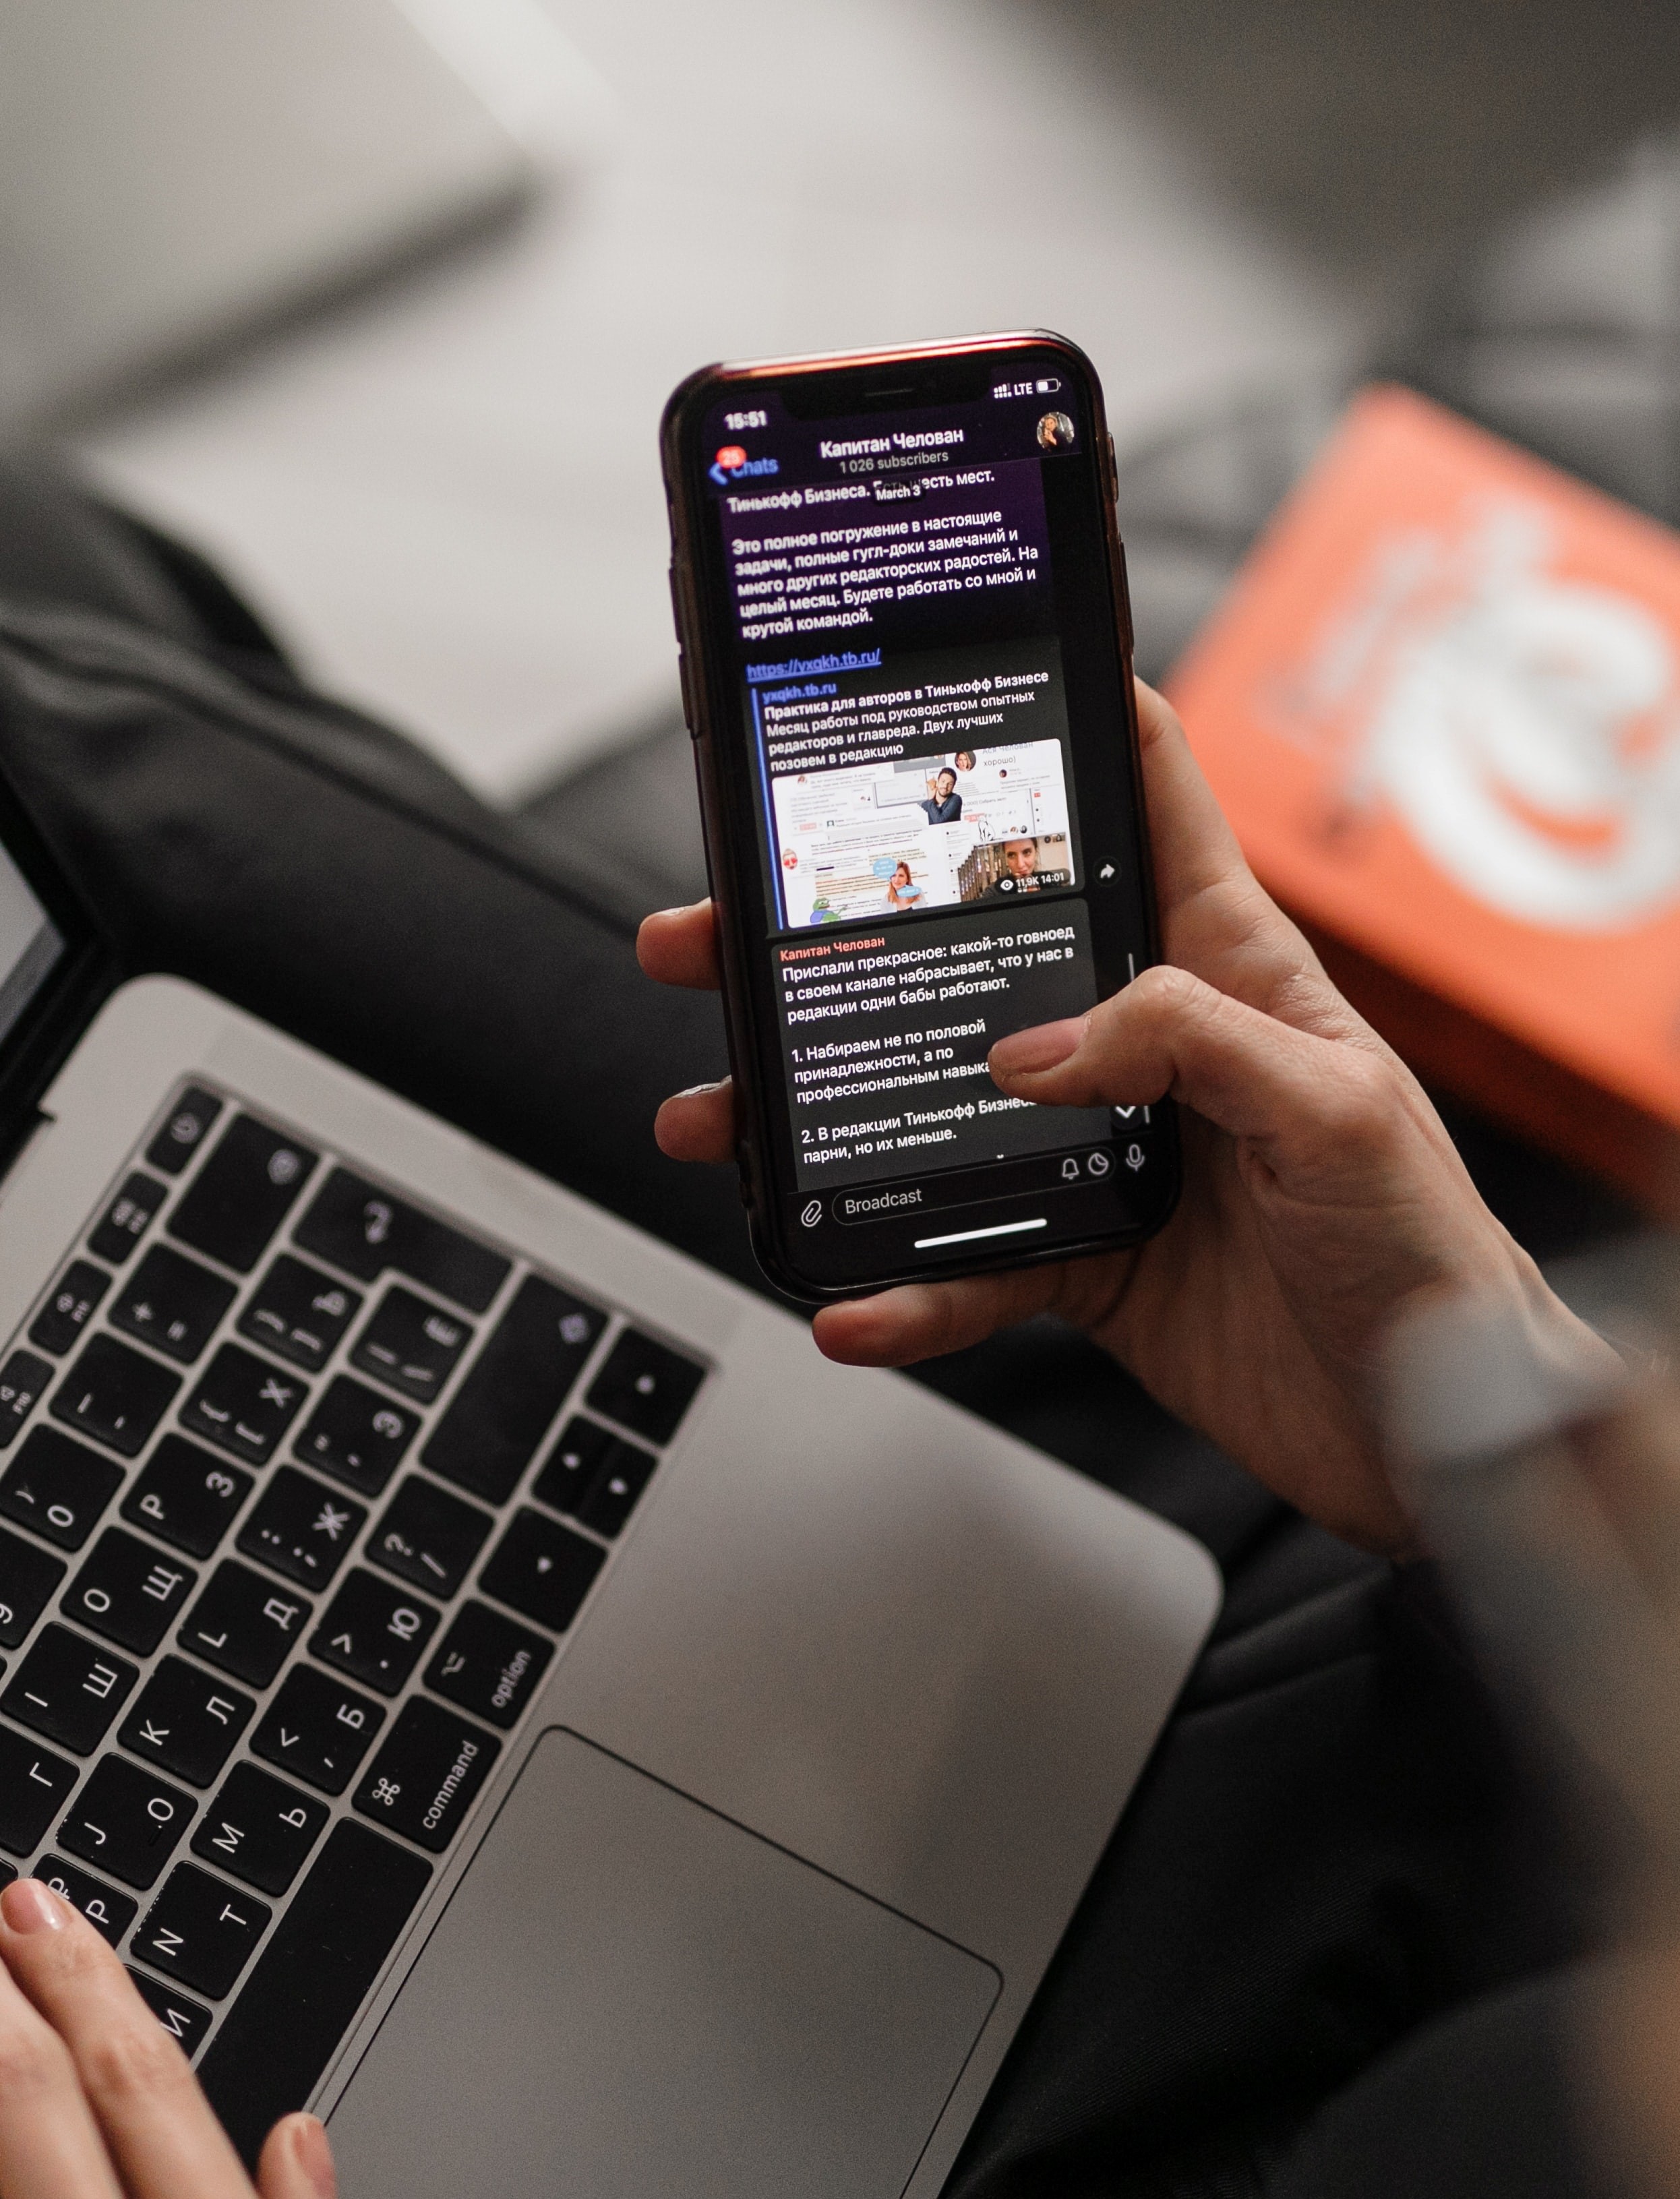 15:51
LTE
25
Chats
Капитан Челован
1 026 subscribers
Тинькофф Бизнеса. Есть шесть мест.
March 3
Это полное погружение в настоящие
задачи, полные гугл-доки замечаний и
много других редакторских радостей. На
целый месяц. Будете работать со мной и
крутой командой.
https://yxqkh.tb.ru/
yxqkh.tb.ru
Практика для авторов в Тинькофф Бизнесе
Месяц работы под руководством опытных
редакторов и главреда. Двух лучших
позовем в редакцию
хорошо)
11,9K 14:01
Капитан Челован
Прислали прекрасное: какой-то говноед
в своем канале набрасывает, что у нас в
редакции одни бабы работают.
1. Набираем не по половой
принадлежности, а по
профессиональным навыка
2. В редакции Тинькофф Бизнес
парни, но их меньше.
Broadcast
+ =
_ -
{ [ Х
" ' Э
) 0
P З
: ; Ж
? /
O Щ
L Д
> . Ю
option
I Ш
K Л
< , Б
command
Г
J О
M Ь
₽ Р
N Т
И